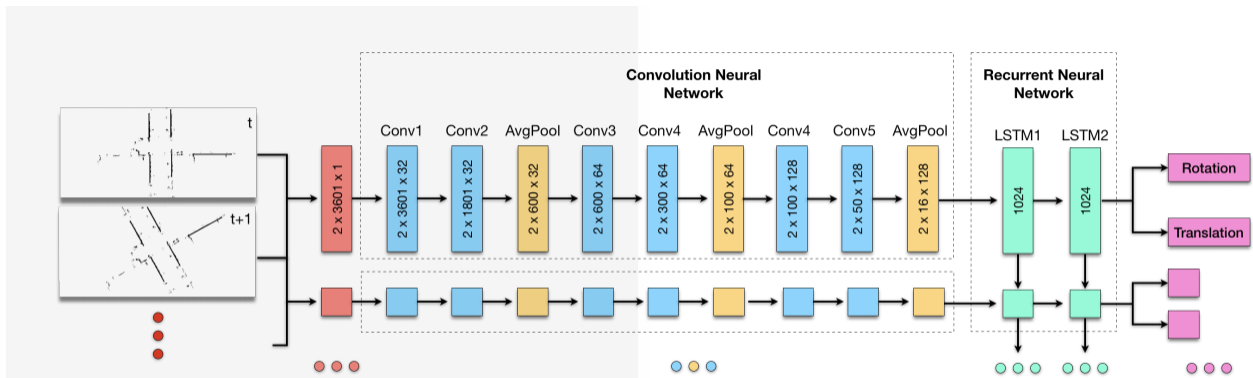 Convolution Neural
Network
Recurrent Neural
Network
t
Conv1
Conv2
AvgPool
Conv3
Conv4
AvgPool
Conv4
Conv5
AvgPool
LSTM1
LSTM2
2 x 3601 x 1
2 x 3601 x 32
2 x 1801 x 32
2 x 600 x 32
2 x 600 x 64
2 x 300 x 64
2 x 100 x 64
2 x 100 x 128
2 x 50 x 128
2 x 16 x 128
1024
1024
Rotation
t+1
Translation